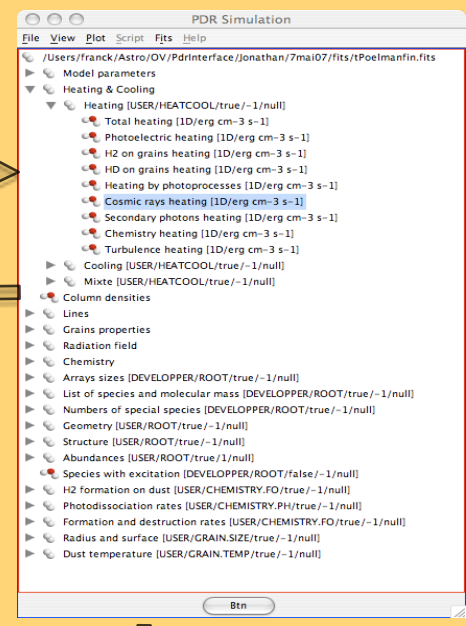 PDR Simulation
File View Plot Script Fits Help
/Users/franck/Astro/OV/PdrInterface/Jonathan/7mai07/fits/tPoelmanfin.fits
Model parameters
Heating & Cooling
Heating [USER/HEATCOOL/true/-1/null]
Total heating [1D/erg cm-3 s-1]
Photoelectric heating [1D/erg cm-3 s-1]
H2 on grains heating [1D/erg cm-3 s-1]
HD on grains heating [1D/erg cm-3 s-1]
Heating by photoprocesses [1D/erg cm-3 s-1]
Cosmic rays heating [1D/erg cm-3 s-1]
Secondary photons heating [1D/erg cm-3 s-1]
Chemistry heating [1D/erg cm-3 s-1]
Turbulence heating [1D/erg cm-3 s-1]
Cooling [USER/HEATCOOL/true/-1/null]
Mixte [USER/HEATCOOL/true/-1/null]
Column densities
Lines
Grains properties
Radiation field
Chemistry
Arrays sizes [DEVELOPPER/ROOT/true/-1/null]
List of species and molecular mass [DEVELOPPER/ROOT/true/-1/null]
Numbers of special species [DEVELOPPER/ROOT/true/-1/null]
Geometry [USER/ROOT/true/-1/null]
Structure [USER/ROOT/true/-1/null]
Abundances [USER/ROOT/true/1/null]
Species with excitation [DEVELOPPER/ROOT/false/-1/null]
H2 formation on dust [USER/CHEMISTRY.FO/true/-1/null]
Photodissociation rates [USER/CHEMISTRY.PH/true/-1/null]
Formation and destruction rates [USER/CHEMISTRY.FO/true/-1/null]
Radius and surface [USER/GRAIN.SIZE/true/-1/null]
Dust temperature [USER/GRAIN.TEMP/true/-1/null]
Btn